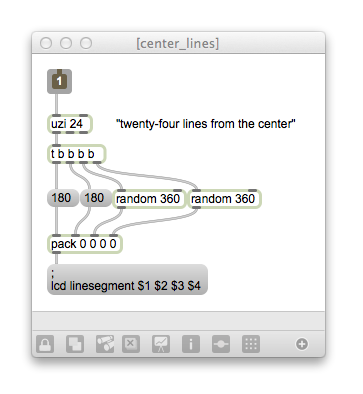 [center_lines]
1
uzi 24
"twenty-four lines from the center"
t b b b b
180
180
random 360
random 360
pack 0 0 0 0
;
lcd linesegment $1 $2 $3 $4